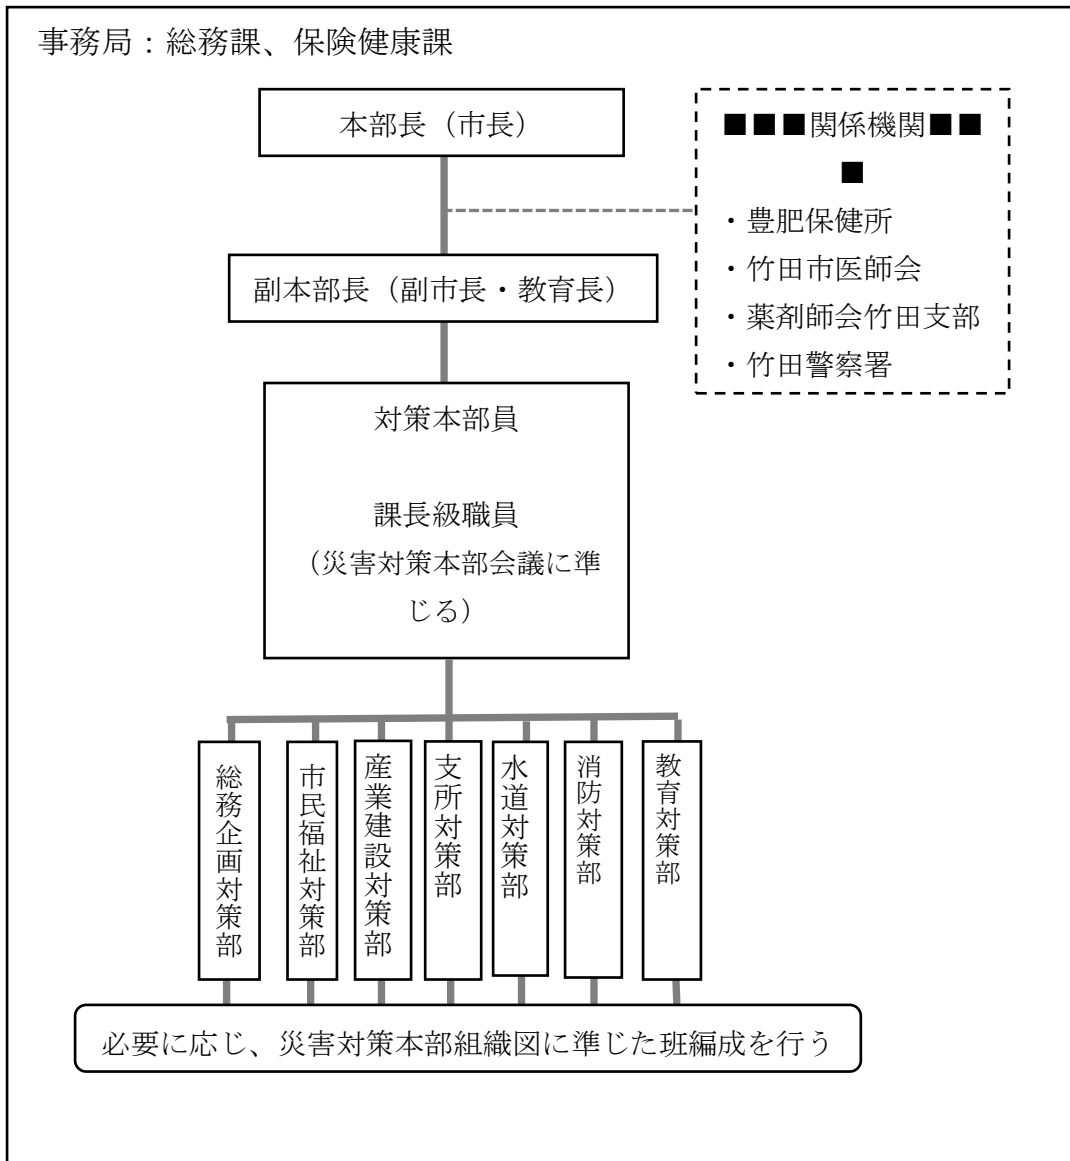 事務局：総務課、保険健康課
本部長（市長）
■■■関係機関■■
■
・豊肥保健所
・竹田市医師会
・薬剤師会竹田支部
・竹田警察署
副本部長（副市長・教育長）
対策本部員
課長級職員
（災害対策本部会議に準
じる）
総務企画対策部
市民福祉対策部
産業建設対策部
支所対策部
水道対策部
消防対策部
教育対策部
必要に応じ、災害対策本部組織図に準じた班編成を行う